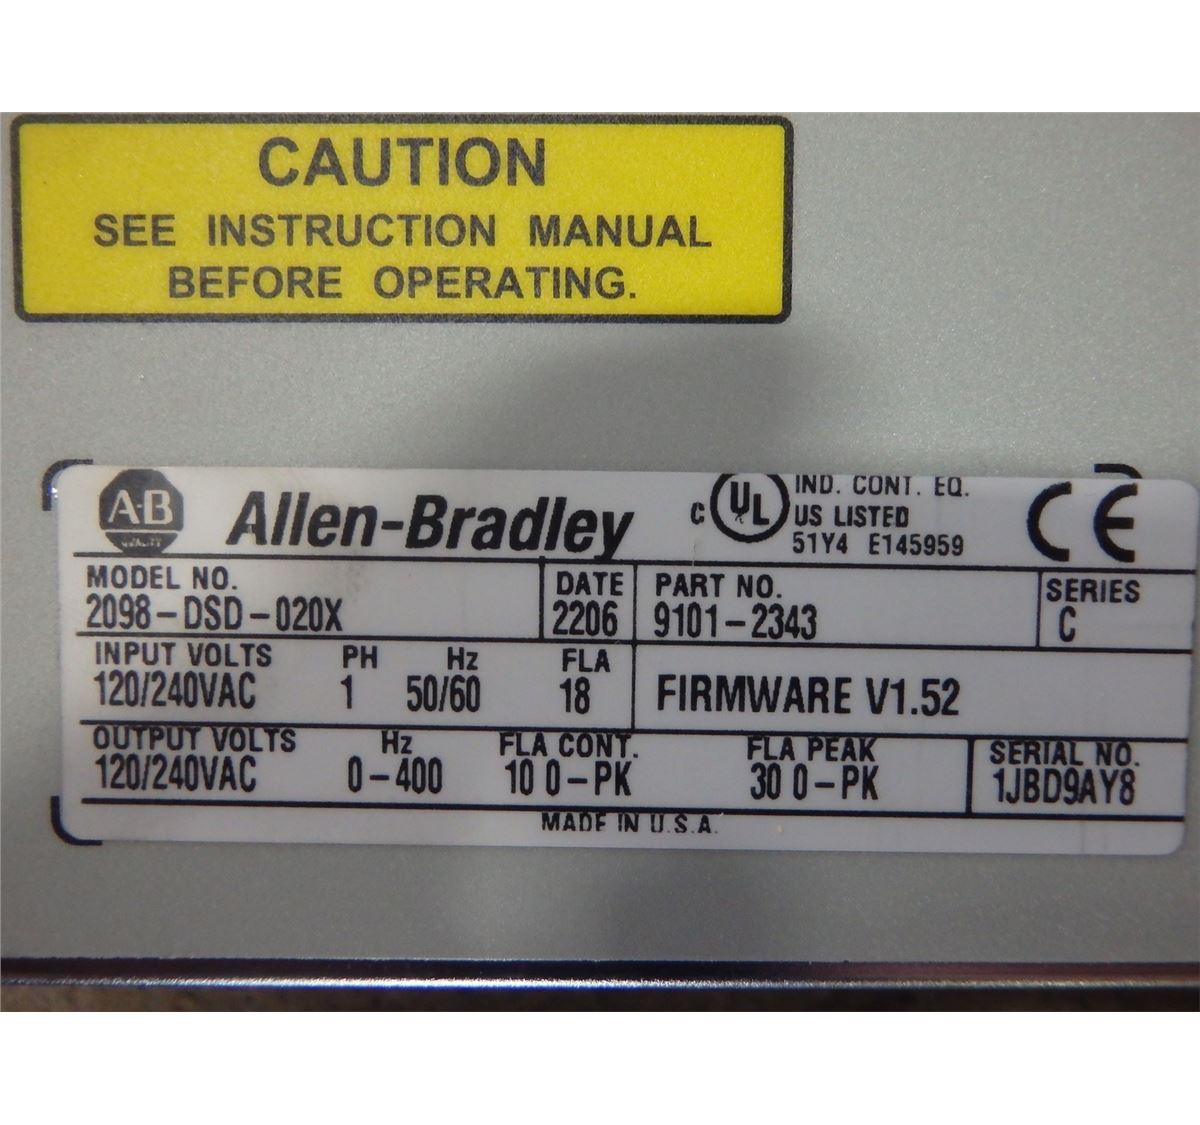 CAUTION
SEE INSTRUCTION MANUAL
BEFORE OPERATING.
A-B
QUALITY
Allen-Bradley
C UL
IND. CONT. EQ.
US LISTED
51Y4 E145959
CE
MODEL NO. DATE PART NO. SERIES
2098-DSD-020X 2206 9101-2343 C
INPUT VOLTS PH Hz FLA
120/240VAC 1 50/60 18 FIRMWARE V1.52
OUTPUT VOLTS Hz FLA CONT. FLA PEAK SERIAL NO.
120/240VAC 0-400 10 0-PK 30 0-PK 1JBD9AY8
MADE IN U.S.A.